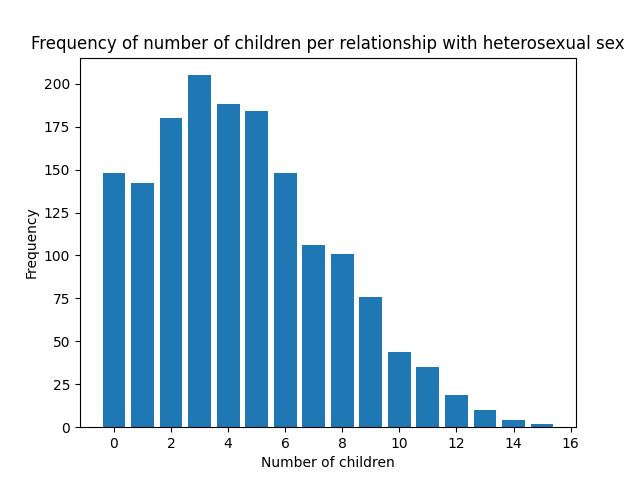 Frequency of number of children per relationship with heterosexual sex
200
175
150
125
100
75
50
25
0
Frequency
0 2 4 6 8 10 12 14 16
Number of children